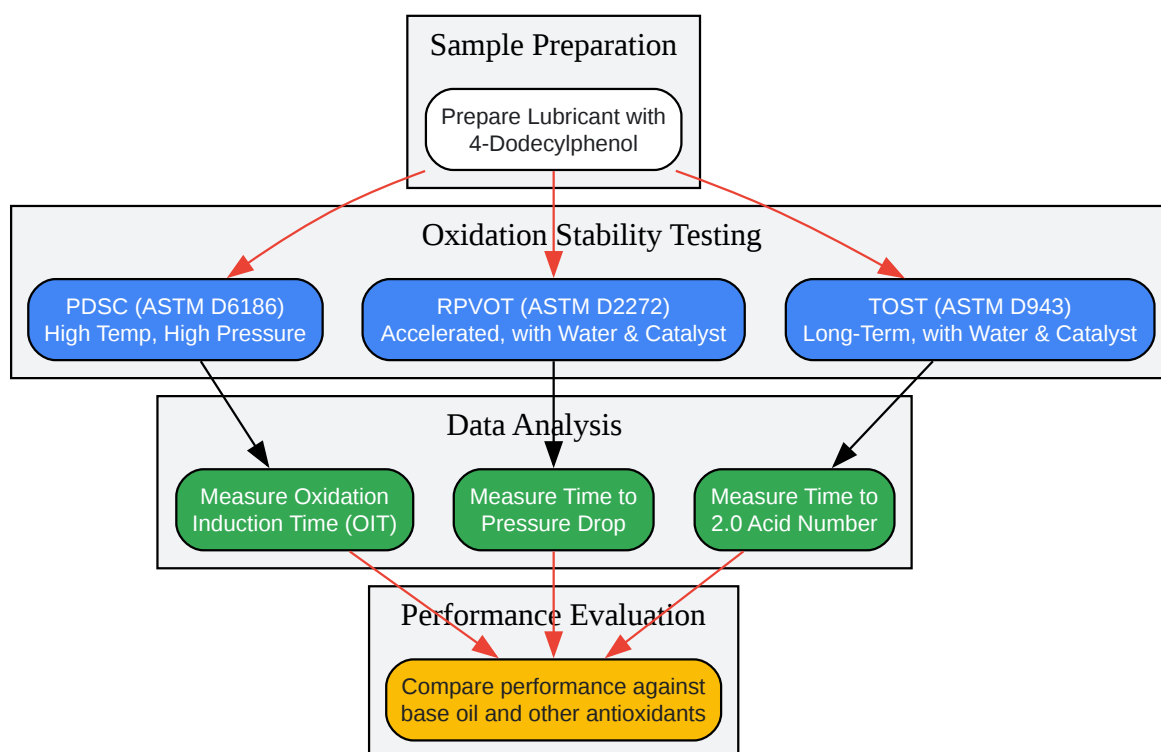 Sample Preparation
Prepare Lubricant with
4-Dodecylphenol
Oxidation Stability Testing
PDSC (ASTM D6186)
High Temp, High Pressure
RPVOT (ASTM D2272)
Accelerated, with Water & Catalyst
TOST (ASTM D943)
Long-Term, with Water & Catalyst
Data Analysis
Measure Oxidation
Induction Time (OIT)
Measure Time to
Pressure Drop
Measure Time to
2.0 Acid Number
Performance Evaluation
Compare performance against
base oil and other antioxidants